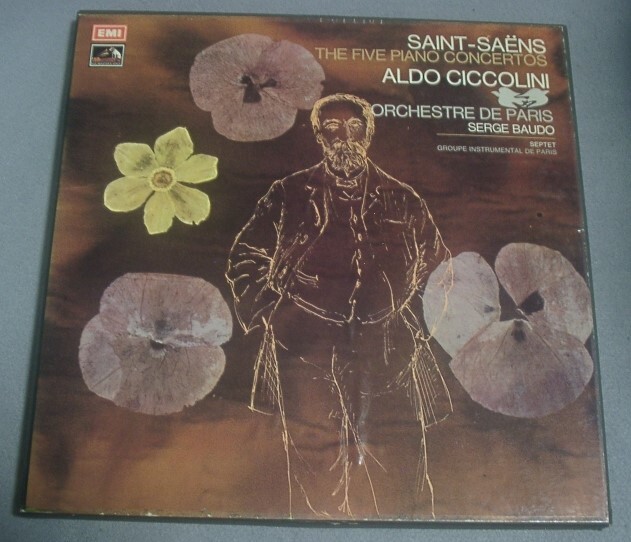 EMI
SAINT-SAËNS
THE FIVE PIANO CONCERTOS
ALDO CICCOLINI
ORCHESTRE DE PARIS
SERGE BAUDO
SEPTET
GROUPE INSTRUMENTAL DE PARIS